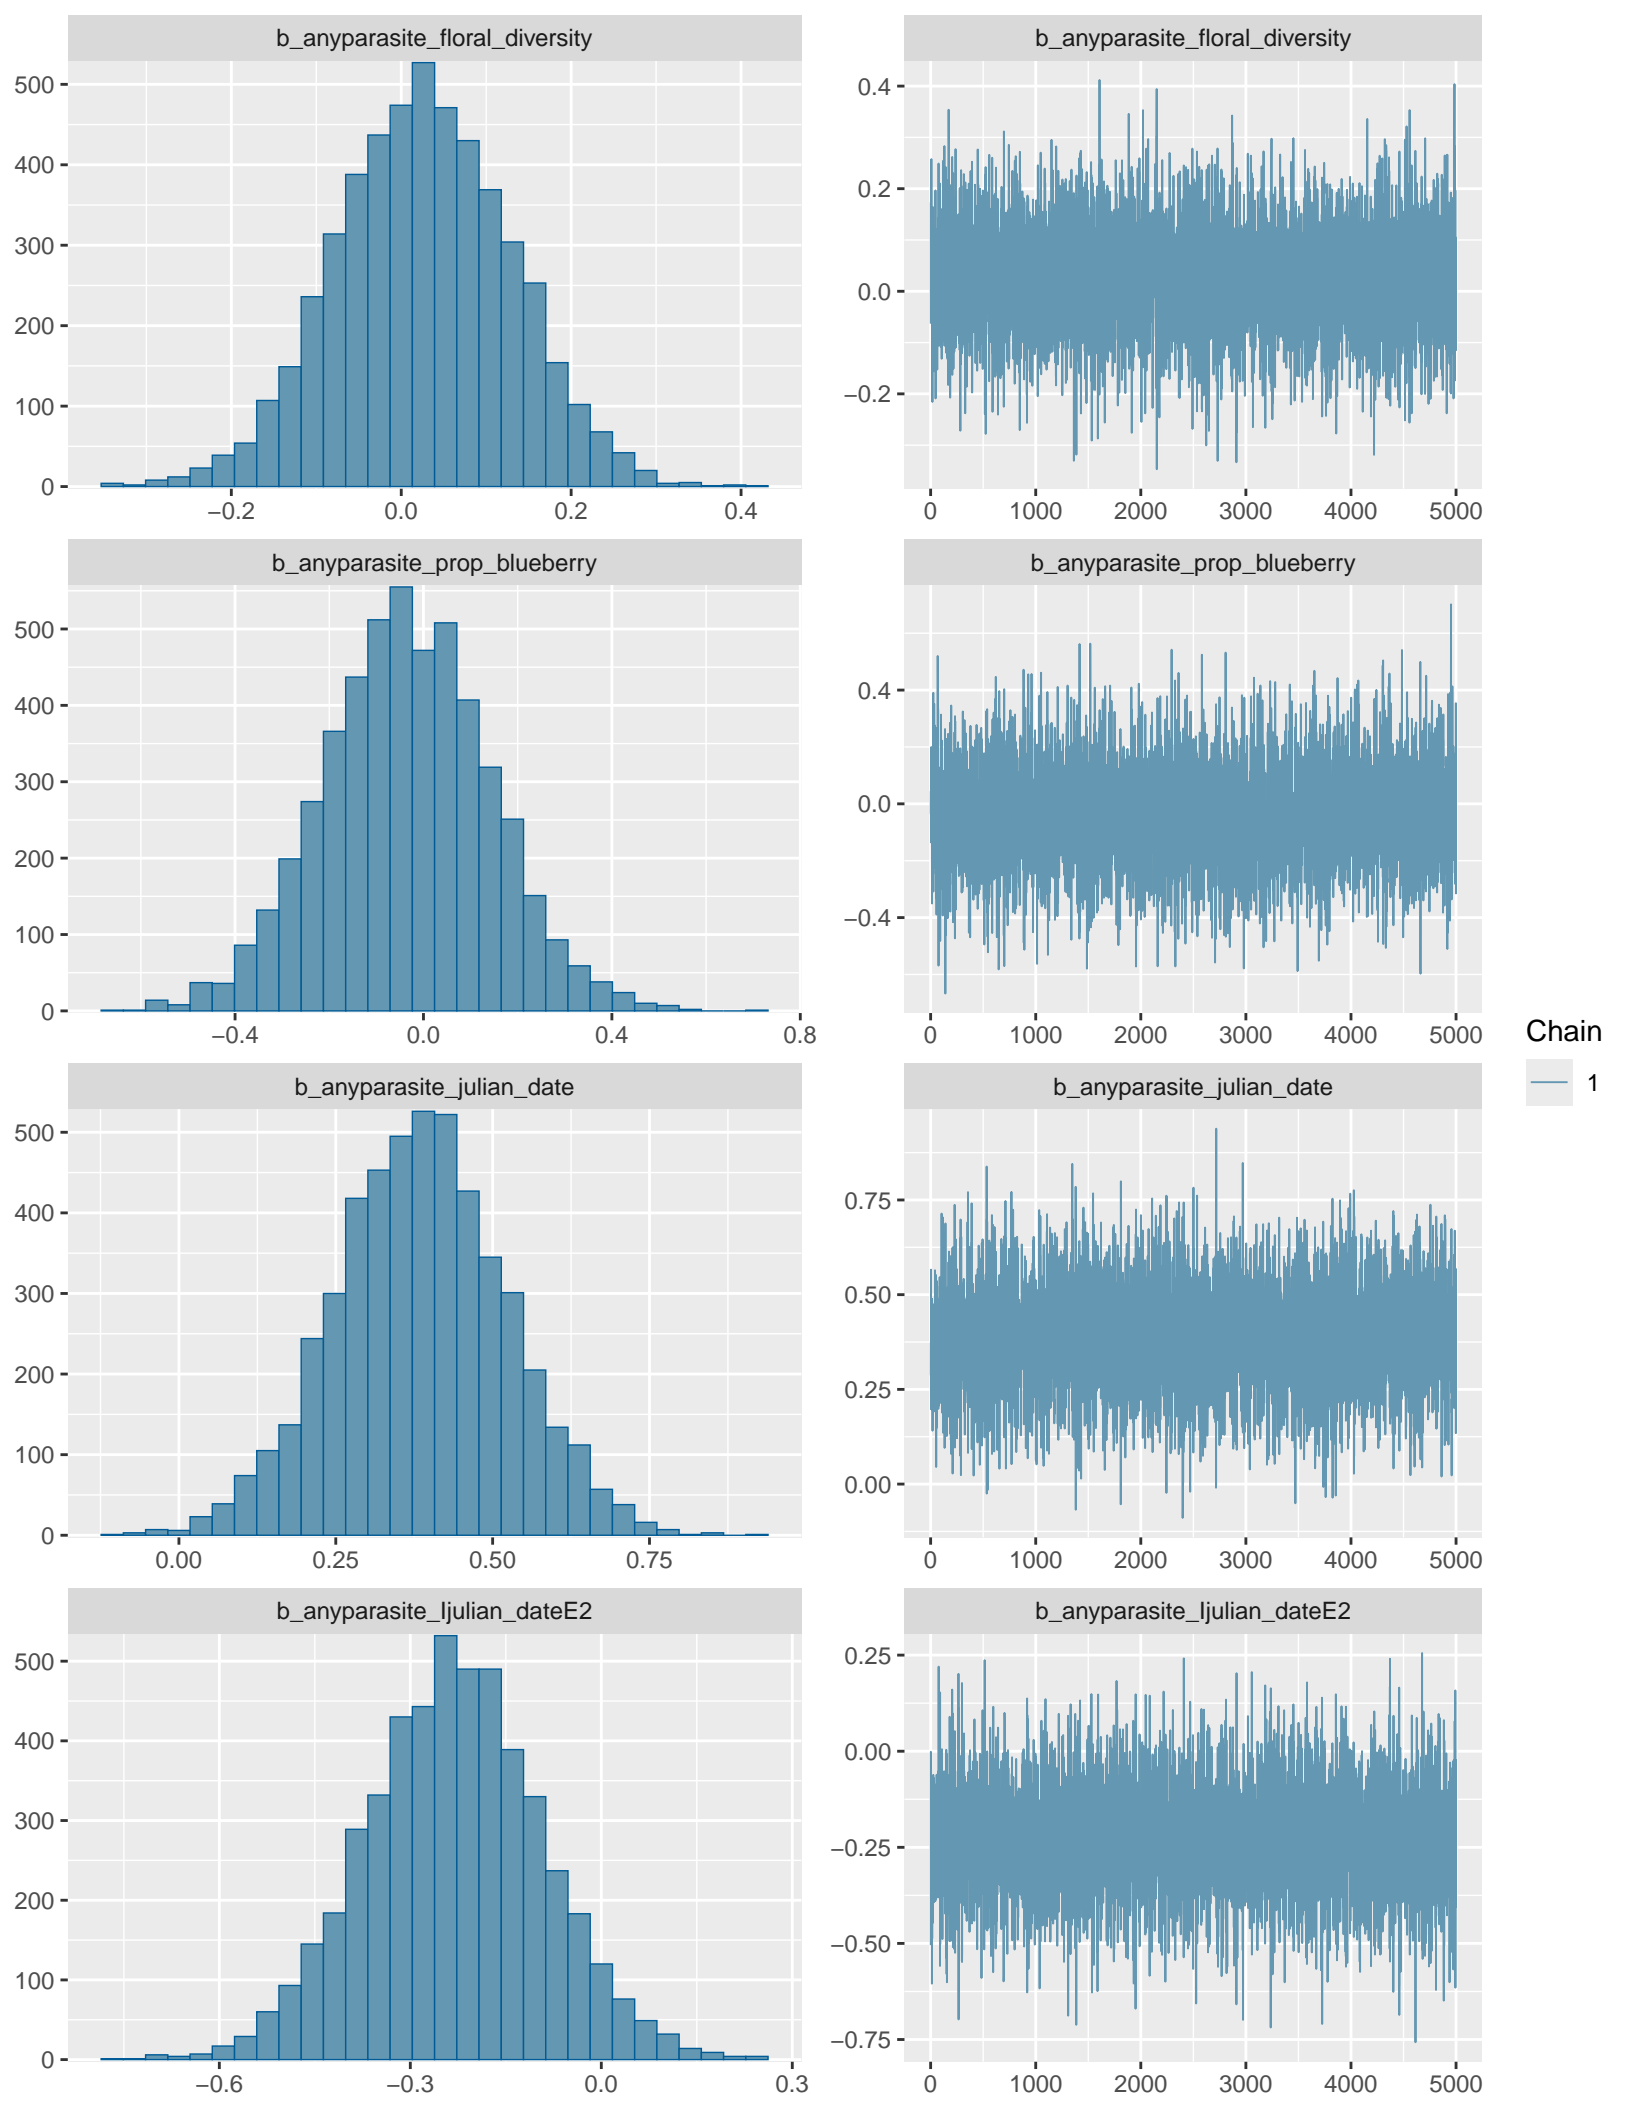 b_anyparasite_floral_diversity
b_anyparasite_floral_diversity
500
400
300
200
100
0
−0.2 0.0 0.2 0.4
0.4
0.2
0.0
−0.2
0 1000 2000 3000 4000 5000
b_anyparasite_prop_blueberry
b_anyparasite_prop_blueberry
500
400
300
200
100
0
−0.4 0.0 0.4 0.8
0.4
0.0
−0.4
0 1000 2000 3000 4000 5000
b_anyparasite_julian_date
b_anyparasite_julian_date
500
400
300
200
100
0
0.00 0.25 0.50 0.75
0.75
0.50
0.25
0.00
0 1000 2000 3000 4000 5000
b_anyparasite_Ijulian_dateE2
b_anyparasite_Ijulian_dateE2
500
400
300
200
100
0
−0.6 −0.3 0.0 0.3
0.25
0.00
−0.25
−0.50
−0.75
0 1000 2000 3000 4000 5000
Chain
1